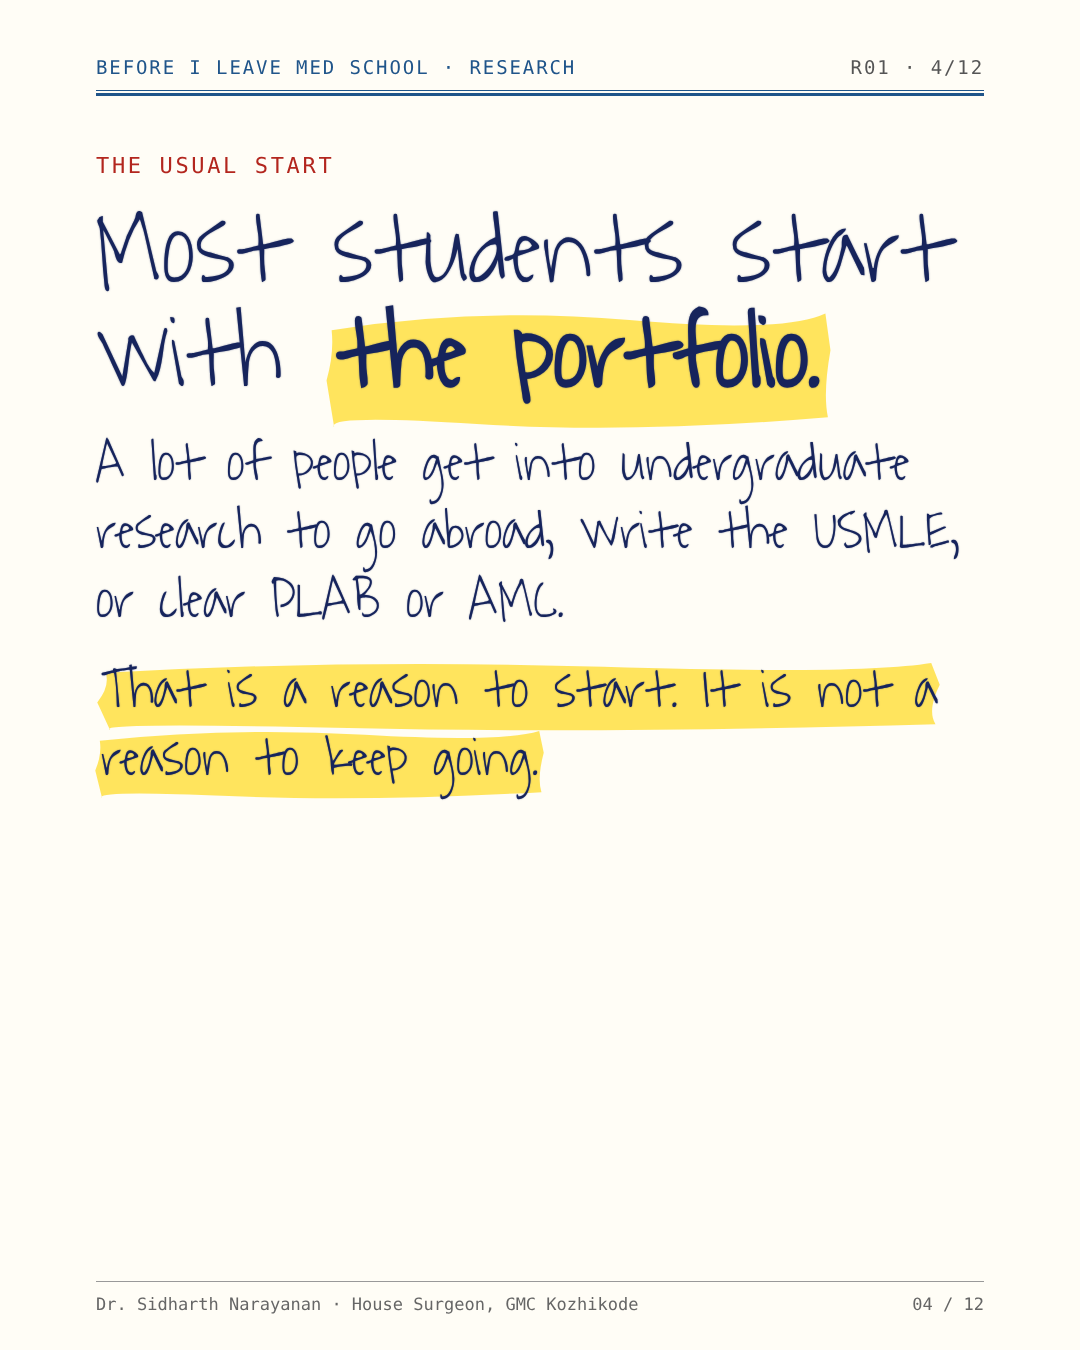 BEFORE I LEAVE MED SCHOOL · RESEARCH
R01 · 4/12
THE USUAL START
Most students start
with the portfolio.
A lot of people get into undergraduate
research to go abroad, write the USMLE,
or clear PLAB or AMC.
That is a reason to start. It is not a
reason to keep going.
Dr. Sidharth Narayanan · House Surgeon, GMC Kozhikode
04 / 12